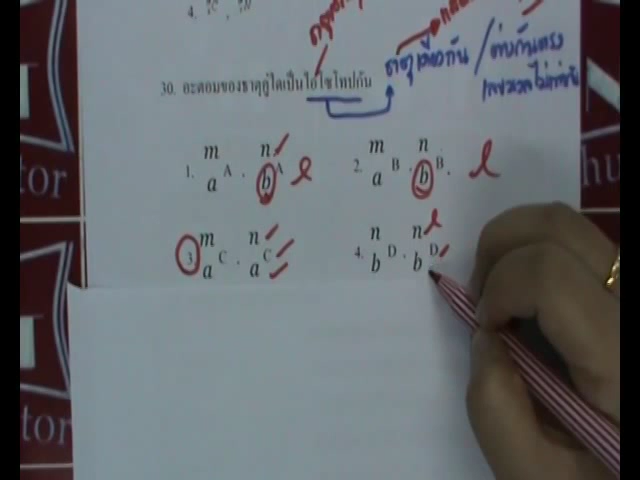 4. C , N
ธาตุเดียวกัน / ต่างกันตรง
เลขมวลไม่เท่ากัน
30. อะตอมของธาตุคู่ใดเป็นไอโซโทปกัน
1. m a A . n b A
2. m a B . n b B .
3 m a C . n a C
4. n b D . n b D
tor
hu
tor
tor